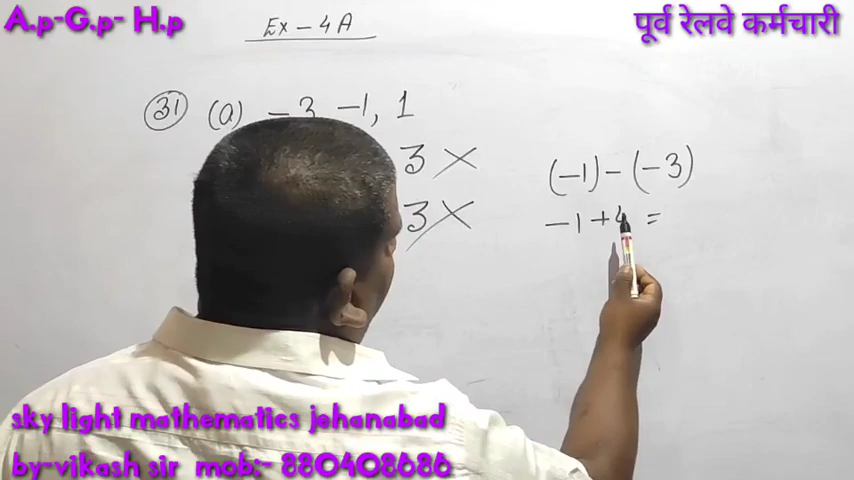 A.p-G.p- H.p
पूर्व रेलवे कर्मचारी
Ex - 4A
31 (a) -3 -1, 1
3 ×
3 ×
(-1) - (-3)
-1 + 4 =
sky light mathematics jehanabad
by-vikash sir mob:- 880408686